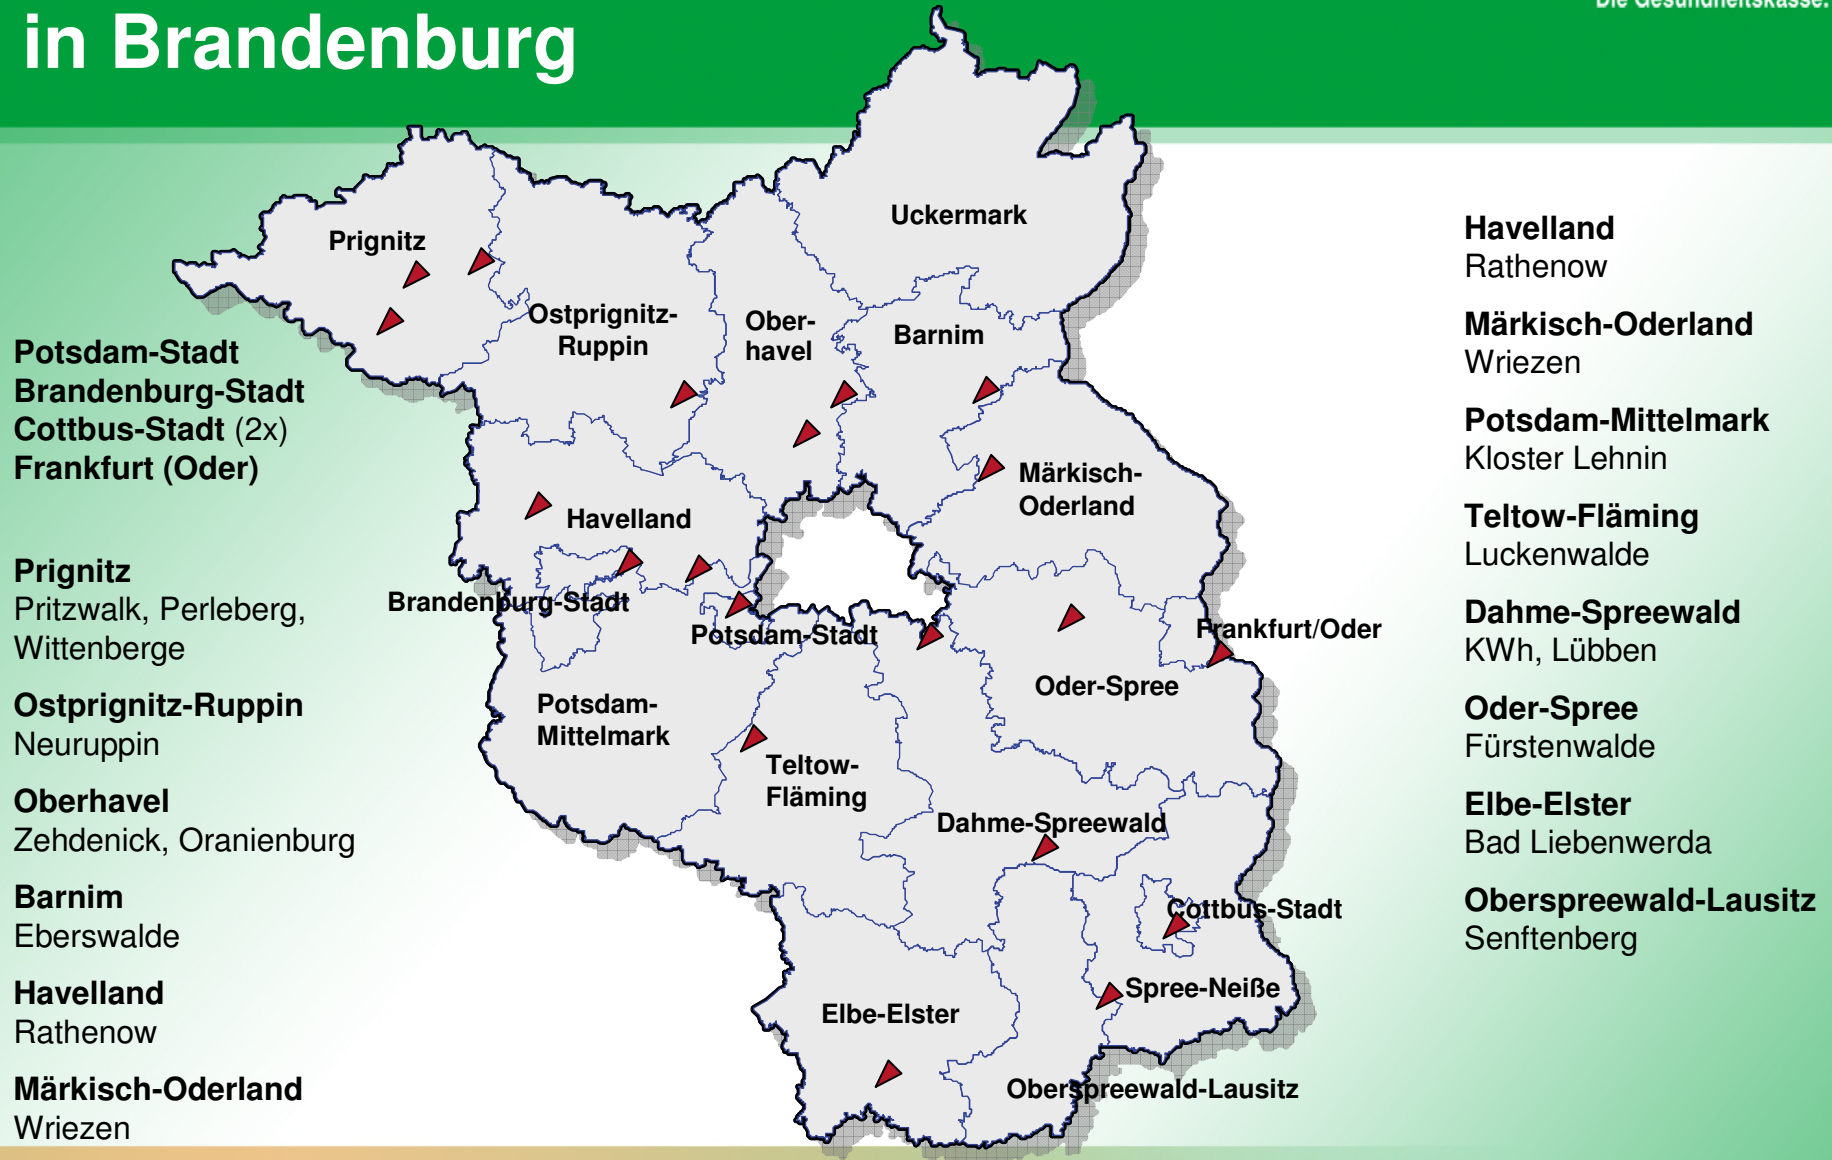 Die Gesundheitskasse.
in Brandenburg
Potsdam-Stadt
Brandenburg-Stadt
Cottbus-Stadt (2x)
Frankfurt (Oder)
Prignitz
Pritzwalk, Perleberg,
Wittenberge
Ostprignitz-Ruppin
Neuruppin
Oberhavel
Zehdenick, Oranienburg
Barnim
Eberswalde
Havelland
Rathenow
Märkisch-Oderland
Wriezen
Prignitz
Uckermark
Ostprignitz-
Ruppin
Ober-
havel
Barnim
Märkisch-
Oderland
Havelland
Brandenburg-Stadt
Potsdam-Stadt
Frankfurt/Oder
Oder-Spree
Potsdam-
Mittelmark
Teltow-
Fläming
Dahme-Spreewald
Cottbus-Stadt
Spree-Neiße
Elbe-Elster
Oberspreewald-Lausitz
Havelland
Rathenow
Märkisch-Oderland
Wriezen
Potsdam-Mittelmark
Kloster Lehnin
Teltow-Fläming
Luckenwalde
Dahme-Spreewald
KWh, Lübben
Oder-Spree
Fürstenwalde
Elbe-Elster
Bad Liebenwerda
Oberspreewald-Lausitz
Senftenberg